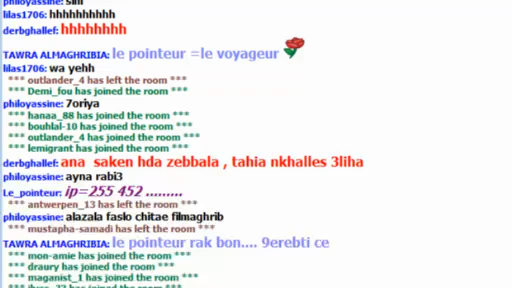 philoyassine: sini
lilas1706: hhhhhhhhhh
derbghallef: hhhhhhhh
TAWRA ALMAGHRIBIA: le pointeur =le voyageur
lilas1706: wa yehh
*** outlander_4 has left the room ***
*** Demi_fou has joined the room ***
philoyassine: 7oriya
*** hanaa_88 has joined the room ***
*** bouhlal-10 has joined the room ***
*** outlander_4 has joined the room ***
*** lemigrant has joined the room ***
derbghallef: ana saken hda zebbala , tahia nkhalles 3liha
philoyassine: ayna rabi3
Le_pointeur: ip=255 452 .........
*** antwerpen_13 has left the room ***
philoyassine: alazala faslo chitae filmaghrib
*** mustapha-samadi has left the room ***
TAWRA ALMAGHRIBIA: le pointeur rak bon.... 9erebti ce
*** mon-amie has joined the room ***
*** draury has joined the room ***
*** maganist_1 has joined the room ***
has joined the room ***